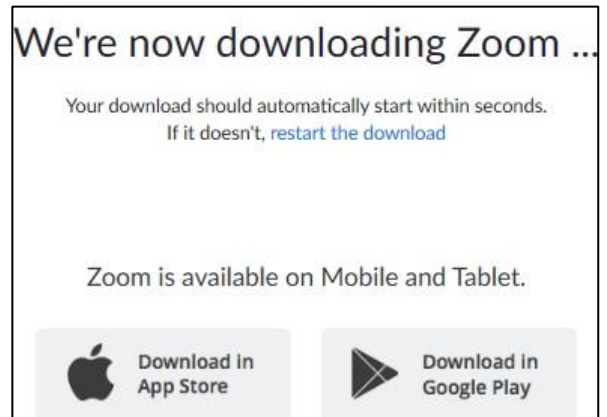 We're now downloading Zoom ...
Your download should automatically start within seconds.
If it doesn't, restart the download
Zoom is available on Mobile and Tablet.
Download in
App Store
Download in
Google Play